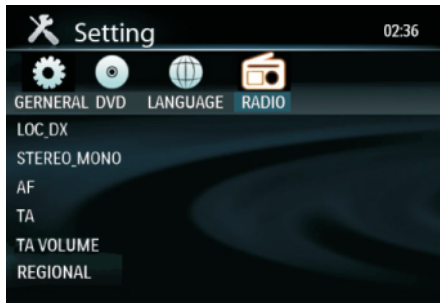 Setting 02:36
GERNERAL DVD LANGUAGE RADIO
LOC_DX
STEREO_MONO
AF
TA
TA VOLUME
REGIONAL